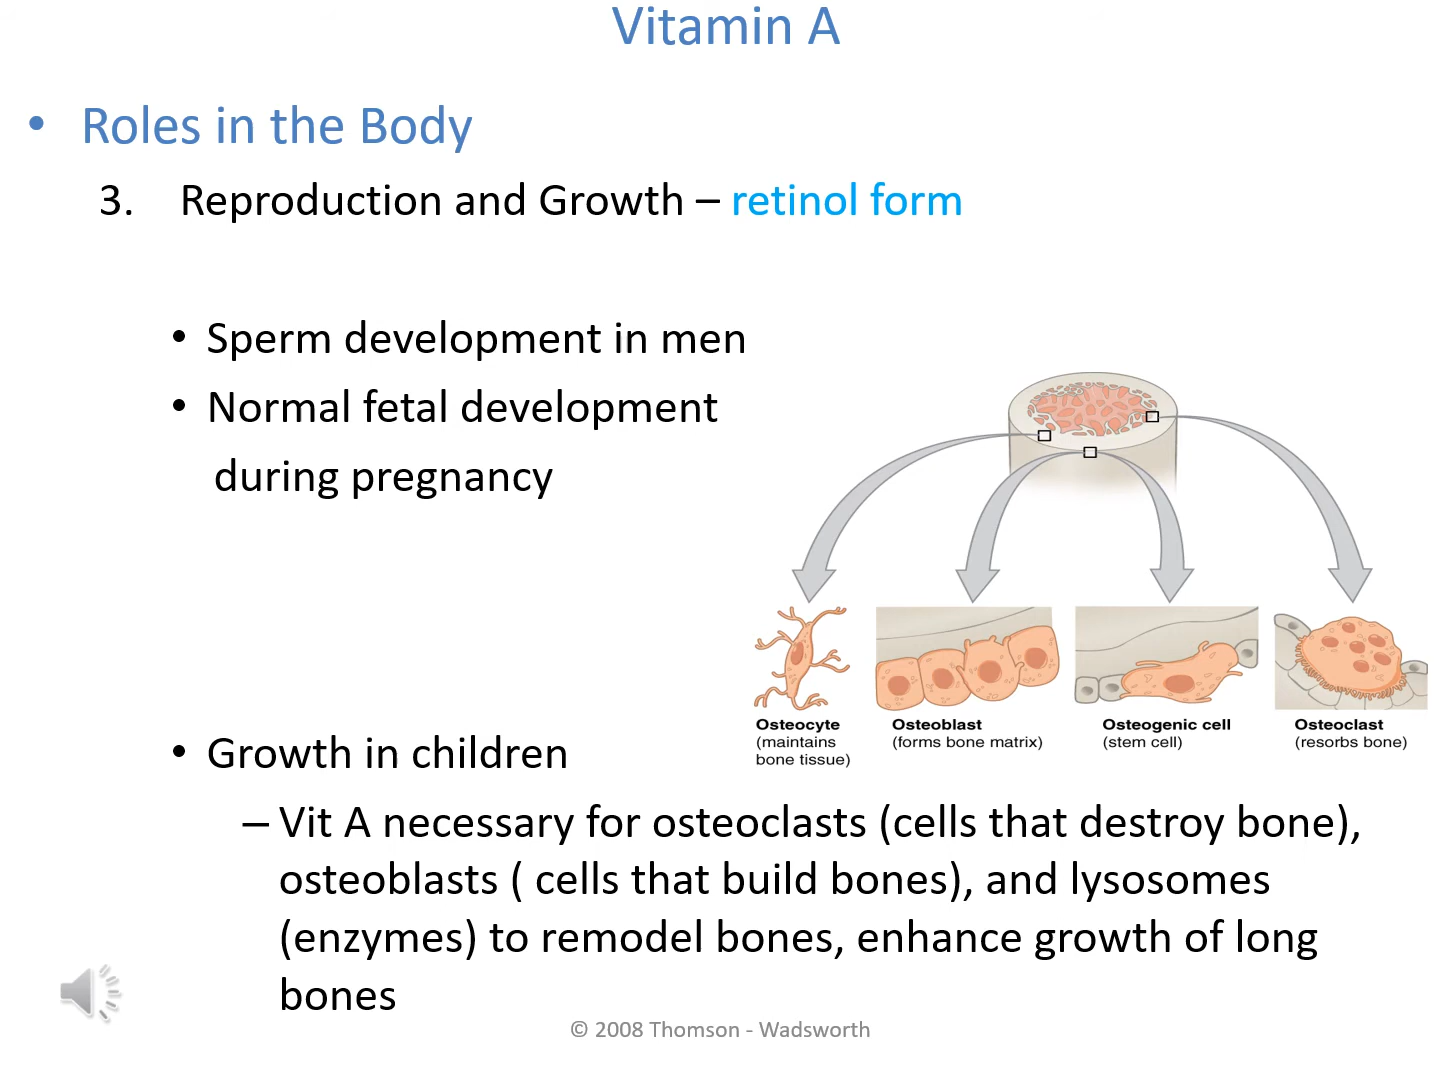 Vitamin A
• Roles in the Body
3. Reproduction and Growth – retinol form
• Sperm development in men
• Normal fetal development
during pregnancy
Osteocyte
(maintains
bone tissue)
Osteoblast
(forms bone matrix)
Osteogenic cell
(stem cell)
Osteoclast
(resorbs bone)
• Growth in children
– Vit A necessary for osteoclasts (cells that destroy bone),
osteoblasts ( cells that build bones), and lysosomes
(enzymes) to remodel bones, enhance growth of long
bones
© 2008 Thomson - Wadsworth